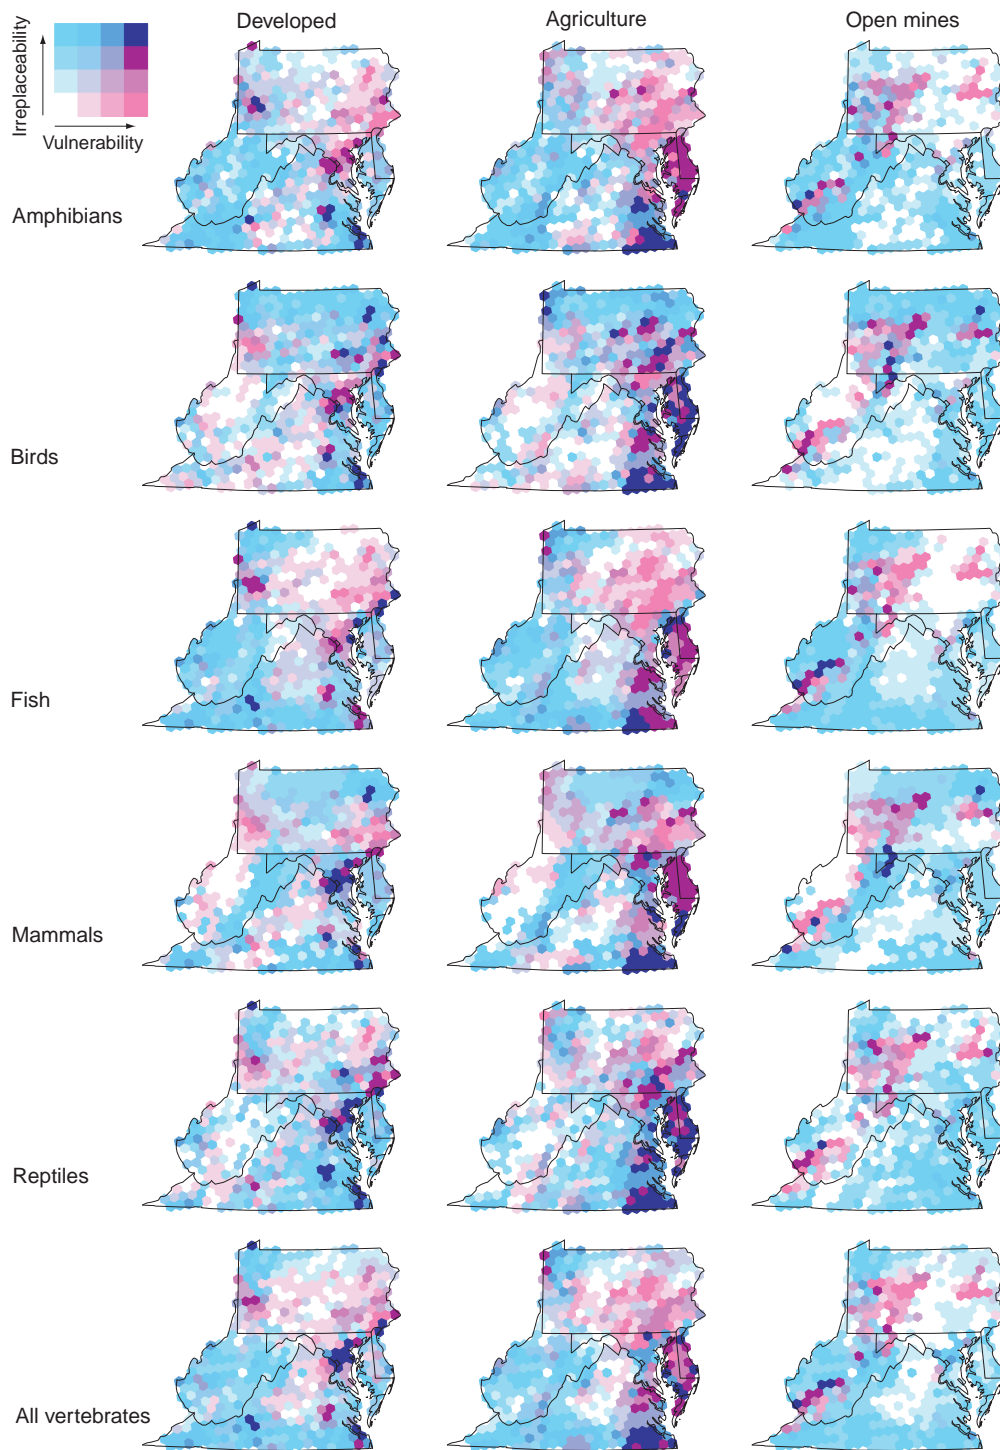 Developed
Agriculture
Open mines
Irreplaceability
Vulnerability
Amphibians
Birds
Fish
Mammals
Reptiles
All vertebrates